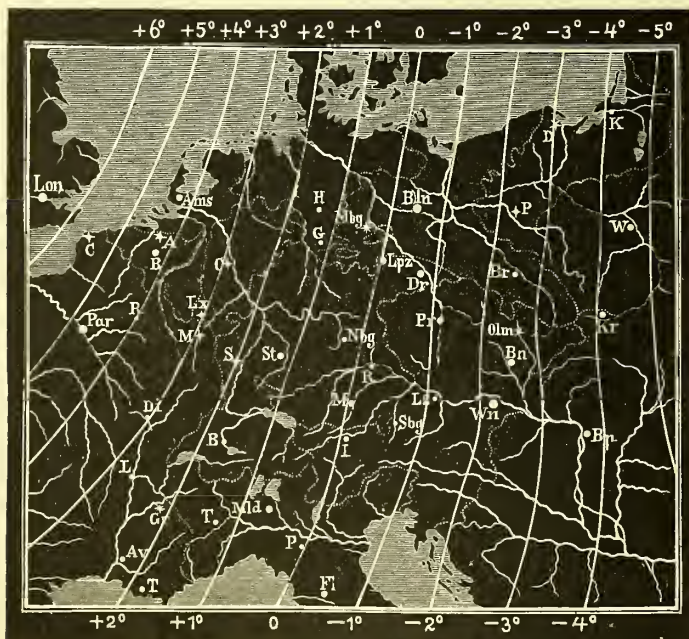 +6° +5° +4° +3° +2° +1° 0 -1° -2° -3° -4° -5°
K
D
Lon Ams H Bln P
Mbg W
C A G
B Lpz
Dr Br
R Lx
Par Pr Kr
M Nbg Olm
S St Bn
R
Di M Wn
B Sbg Bp
I
L
Gr T Mld
Av P
T Fl
+2° +1° 0 -1° -2° -3° -4°